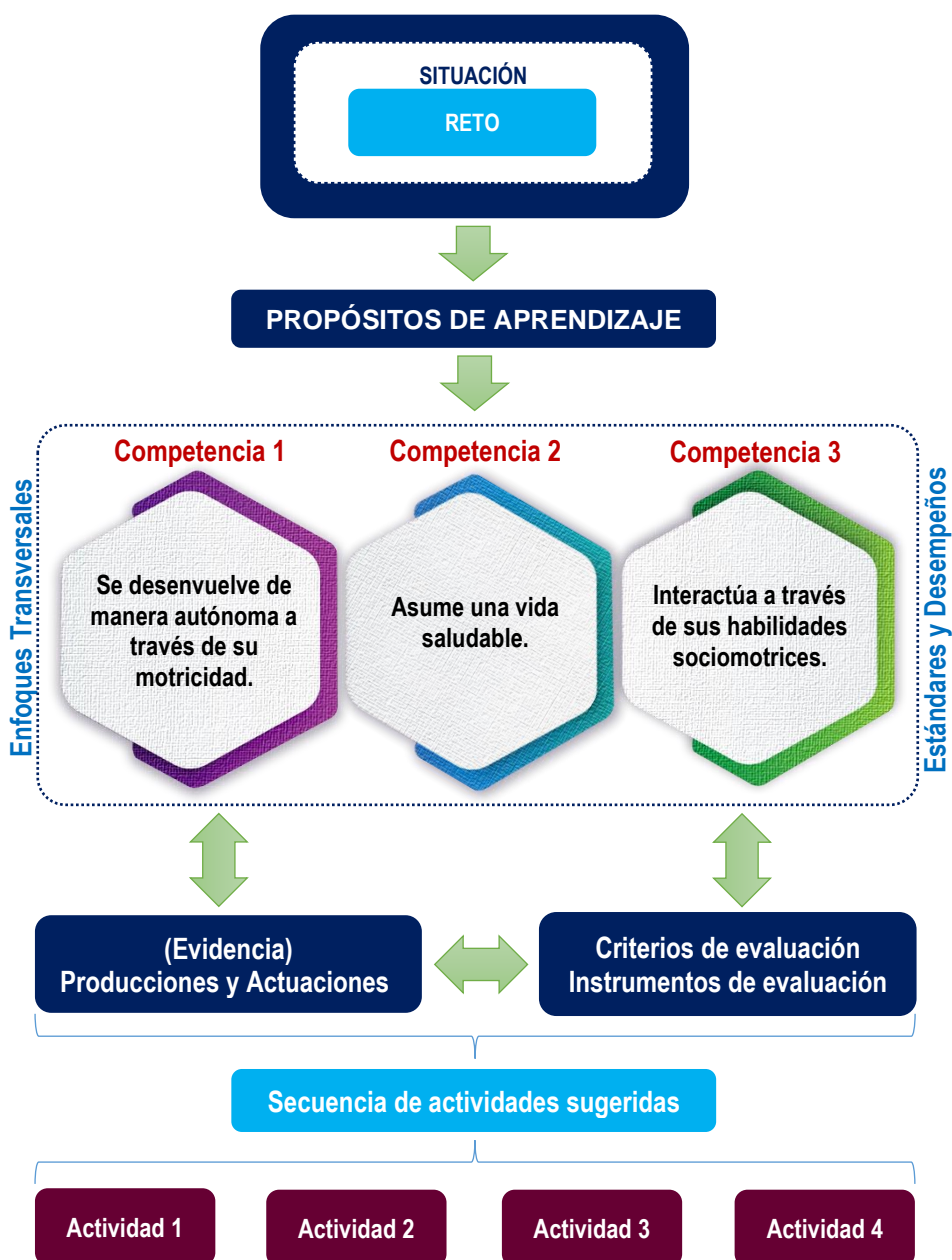 SITUACIÓN
RETO
PROPÓSITOS DE APRENDIZAJE
Enfoques Transversales
Competencia 1
Se desenvuelve de
manera autónoma a
través de su
motricidad.
Competencia 2
Asume una vida
saludable.
Competencia 3
Interactúa a través
de sus habilidades
sociomotrices.
Estándares y Desempeños
(Evidencia)
Producciones y Actuaciones
Criterios de evaluación
Instrumentos de evaluación
Secuencia de actividades sugeridas
Actividad 1
Actividad 2
Actividad 3
Actividad 4